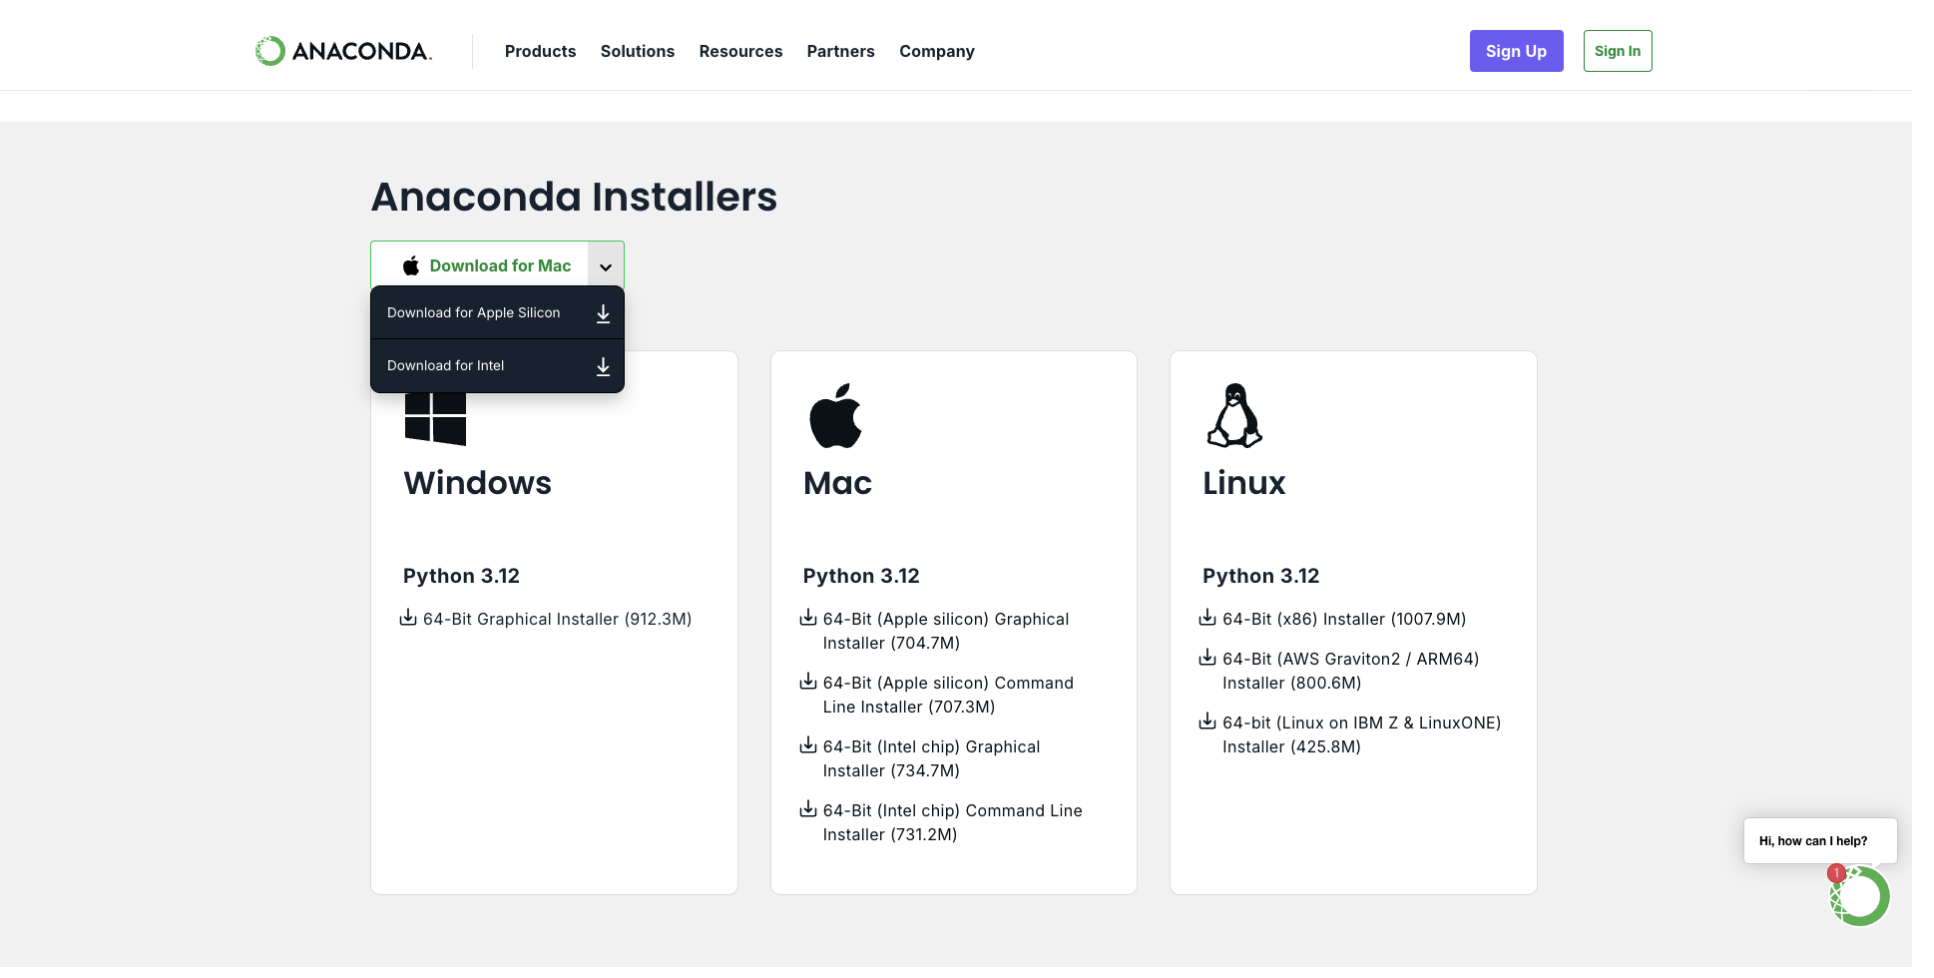 ANACONDA.
Products Solutions Resources Partners Company
Sign Up
Sign In
Anaconda Installers
Download for Mac
Download for Apple Silicon
Download for Intel
Windows
Python 3.12
64-Bit Graphical Installer (912.3M)
Mac
Python 3.12
64-Bit (Apple silicon) Graphical
Installer (704.7M)
64-Bit (Apple silicon) Command
Line Installer (707.3M)
64-Bit (Intel chip) Graphical
Installer (734.7M)
64-Bit (Intel chip) Command Line
Installer (731.2M)
Linux
Python 3.12
64-Bit (x86) Installer (1007.9M)
64-Bit (AWS Graviton2 / ARM64)
Installer (800.6M)
64-bit (Linux on IBM Z & LinuxONE)
Installer (425.8M)
Hi, how can I help?
1